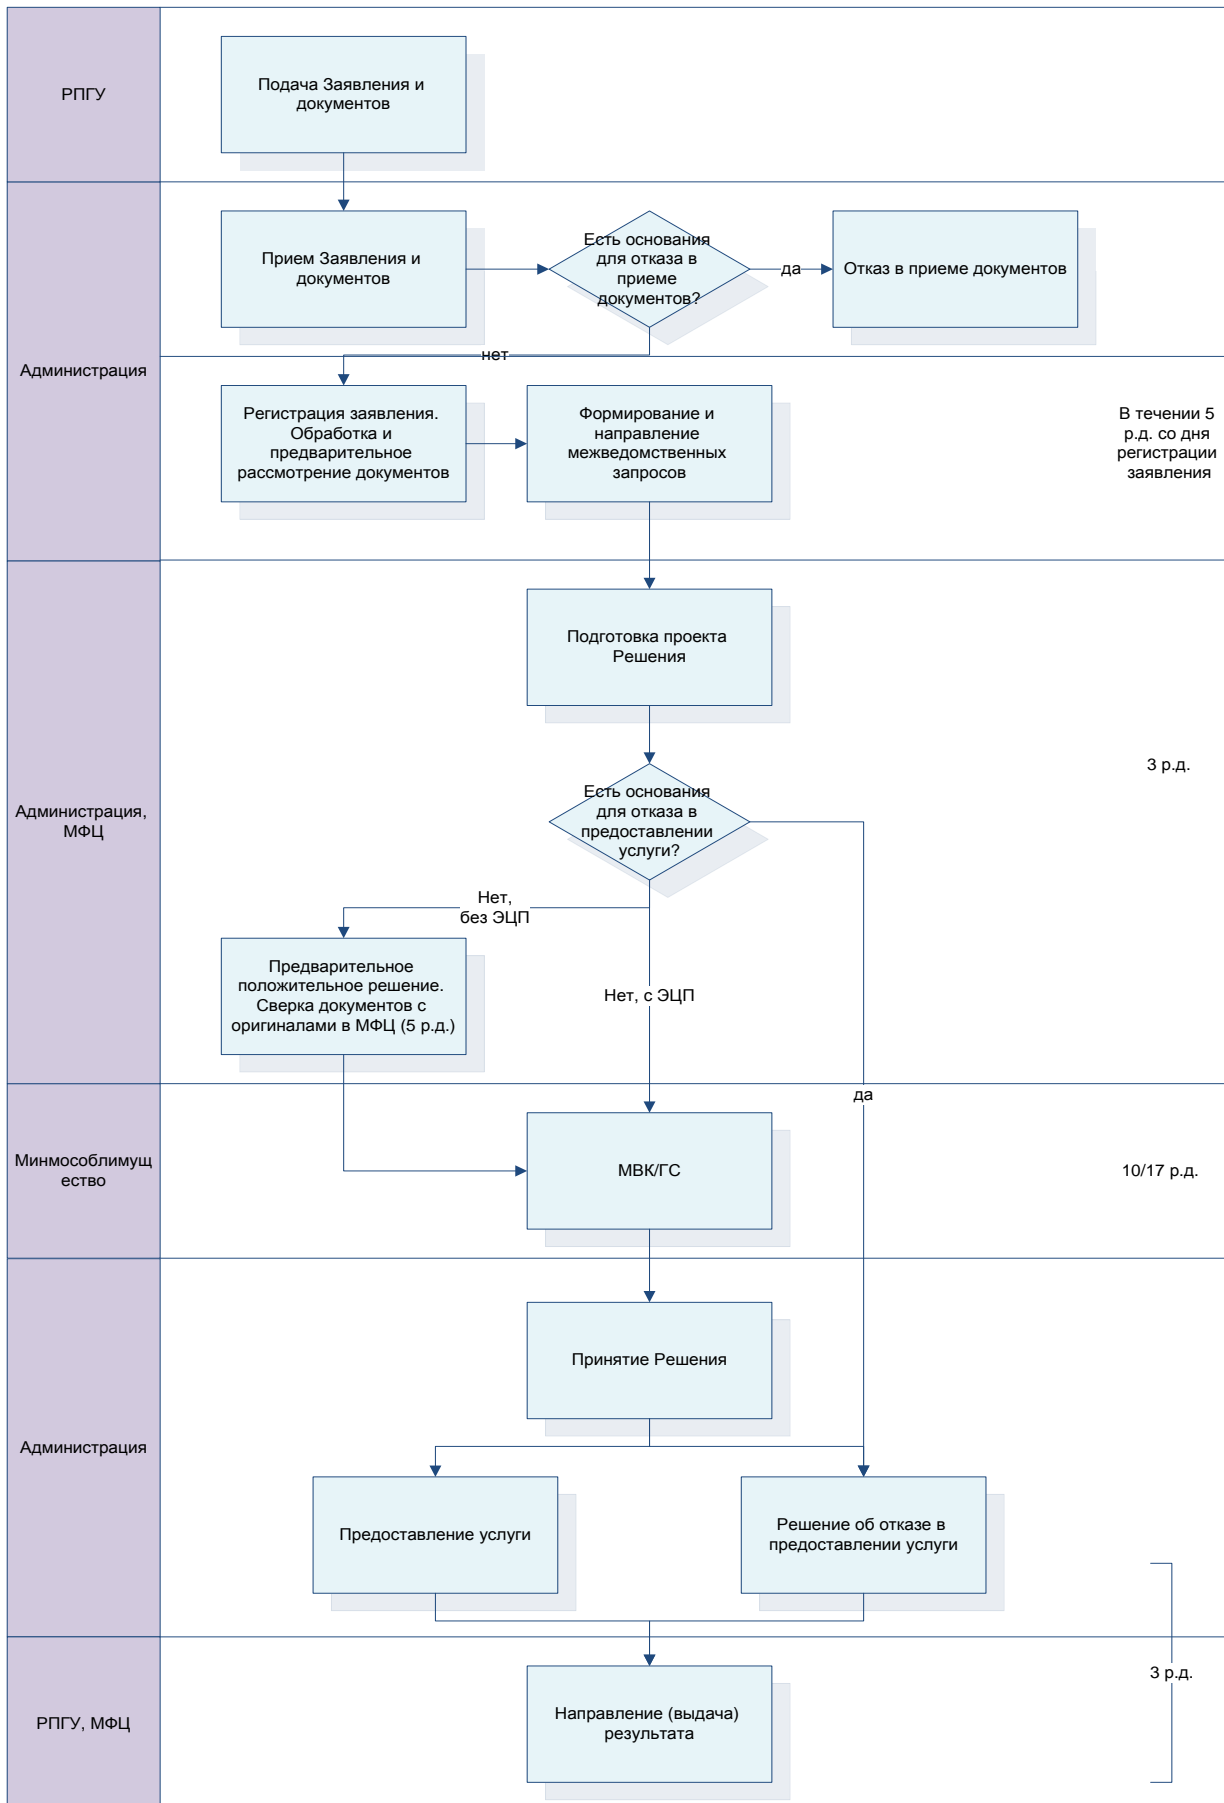 РПГУ
Подача Заявления и
документов
Администрация
Прием Заявления и
документов
Есть основания
для отказа в
приеме
документов?
да
Отказ в приеме документов
нет
Регистрация заявления.
Обработка и
предварительное
рассмотрение документов
Формирование и
направление
межведомственных
запросов
В течении 5
р.д. со дня
регистрации
заявления
Администрация,
МФЦ
Подготовка проекта
Решения
3 р.д.
Есть основания
для отказа в
предоставлении
услуги?
Нет,
без ЭЦП
Предварительное
положительное решение.
Сверка документов с
оригиналами в МФЦ (5 р.д.)
Нет, с ЭЦП
да
Минмособлимущ
ество
МВК/ГС
10/17 р.д.
Администрация
Принятие Решения
Предоставление услуги
Решение об отказе в
предоставлении услуги
3 р.д.
РПГУ, МФЦ
Направление (выдача)
результата